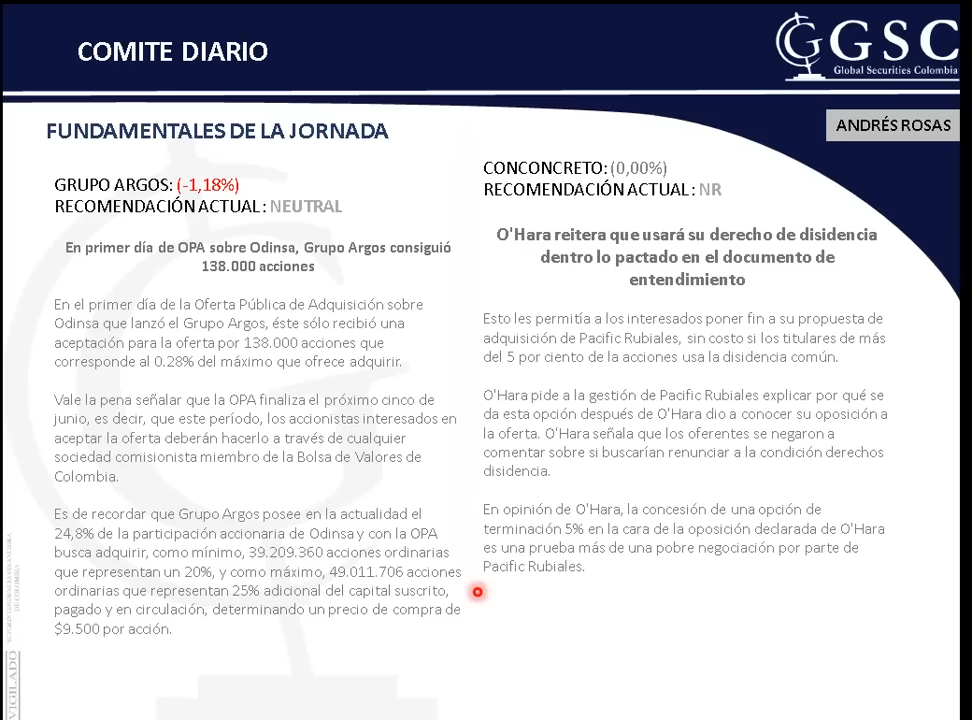 COMITE DIARIO
GGSC
Global Securities Colombia
ANDRÉS ROSAS
FUNDAMENTALES DE LA JORNADA
GRUPO ARGOS: (-1,18%)
RECOMENDACIÓN ACTUAL : NEUTRAL
En primer día de OPA sobre Odinsa, Grupo Argos consiguió
138.000 acciones
En el primer día de la Oferta Pública de Adquisición sobre
Odinsa que lanzó el Grupo Argos, éste sólo recibió una
aceptación para la oferta por 138.000 acciones que
corresponde al 0.28% del máximo que ofrece adquirir.
Vale la pena señalar que la OPA finaliza el próximo cinco de
junio, es decir, que este período, los accionistas interesados en
aceptar la oferta deberán hacerlo a través de cualquier
sociedad comisionista miembro de la Bolsa de Valores de
Colombia.
Es de recordar que Grupo Argos posee en la actualidad el
24,8% de la participación accionaria de Odinsa y con la OPA
busca adquirir, como mínimo, 39.209.360 acciones ordinarias
que representan un 20%, y como máximo, 49.011.706 acciones
ordinarias que representan 25% adicional del capital suscrito,
pagado y en circulación, determinando un precio de compra de
$9.500 por acción.
CONCONCRETO: (0,00%)
RECOMENDACIÓN ACTUAL : NR
O'Hara reitera que usará su derecho de disidencia
dentro lo pactado en el documento de
entendimiento
Esto les permitía a los interesados poner fin a su propuesta de
adquisición de Pacific Rubiales, sin costo si los titulares de más
del 5 por ciento de la acciones usa la disidencia común.
O'Hara pide a la gestión de Pacific Rubiales explicar por qué se
da esta opción después de O'Hara dio a conocer su oposición a
la oferta. O'Hara señala que los oferentes se negaron a
comentar sobre si buscarían renunciar a la condición derechos
disidencia.
En opinión de O'Hara, la concesión de una opción de
terminación 5% en la cara de la oposición declarada de O'Hara
es una prueba más de una pobre negociación por parte de
Pacific Rubiales.
VIGILADO